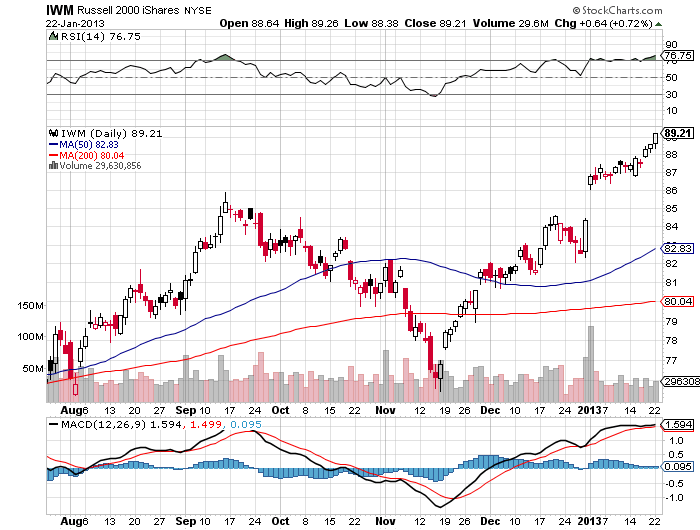 IWM Russell 2000 iShares NYSE © StockCharts.com
22-Jan-2013 Open 88.64 High 89.26 Low 88.38 Close 89.21 Volume 29.6M Chg +0.64 (+0.72%)
RSI(14) 76.75
90
76.75
70
50
30
10
IWM (Daily) 89.21
MA(50) 82.83
MA(200) 80.04
Volume 29,630,856
89.21
88
87
86
85
84
83
82.83
82
81
80.04
79
78
77
150M
100M
50M
296308
Aug 6 13 20 27 Sep 10 17 24 Oct 8 15 22 Nov 12 19 26 Dec 10 17 24 2013 7 14 22
MACD(12,26,9) 1.594, 1.499, 0.095
1.594
1.0
0.5
0.095
-0.5
-1.0
Aug 6 13 20 27 Sep 10 17 24 Oct 8 15 22 Nov 12 19 26 Dec 10 17 24 2013 7 14 22